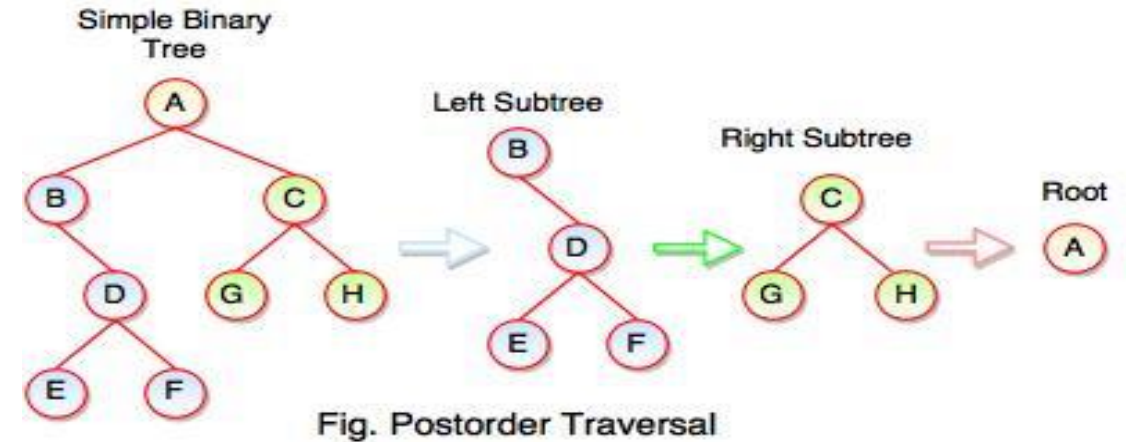 Simple Binary
Tree
A
B
C
D
G
H
E
F
Left Subtree
B
D
E
F
Right Subtree
C
G
H
Root
A
Fig. Postorder Traversal